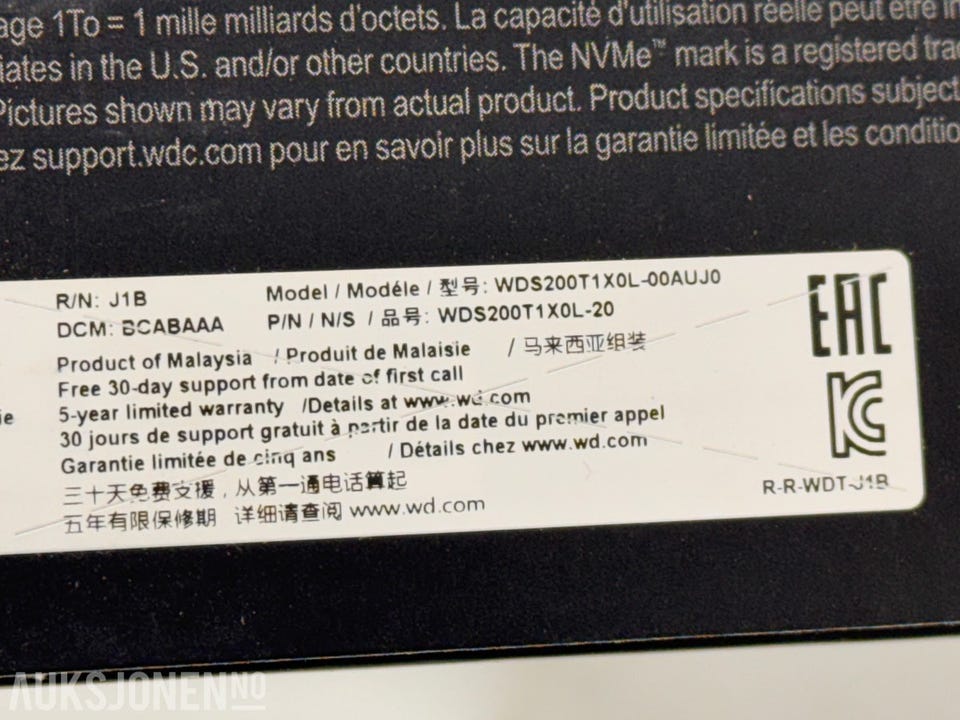 age 1To = 1 mille milliards d'octets. La capacité d'utilisation réelle peut être in
iates in the U.S. and/or other countries. The NVMe™ mark is a registered trad
Pictures shown may vary from actual product. Product specifications subject
ez support.wdc.com pour en savoir plus sur la garantie limitée et les conditio
R/N: J1B
Model / Modéle / 型号: WDS200T1X0L-00AUJ0
DCM: BCABAAA
P/N / N/S / 品号: WDS200T1X0L-20
Product of Malaysia / Produit de Malaisie / 马来西亚组装
Free 30-day support from date of first call
ie
5-year limited warranty /Details at www.wd.com
30 jours de support gratuit à partir de la date du premier appel
Garantie limitée de cinq ans / Détails chez www.wd.com
三十天免费支援，从第一通电话算起
五年有限保修期 详细请查阅 www.wd.com
EAC
KC
R-R-WDT-J1B
AUKSJONEN.NO